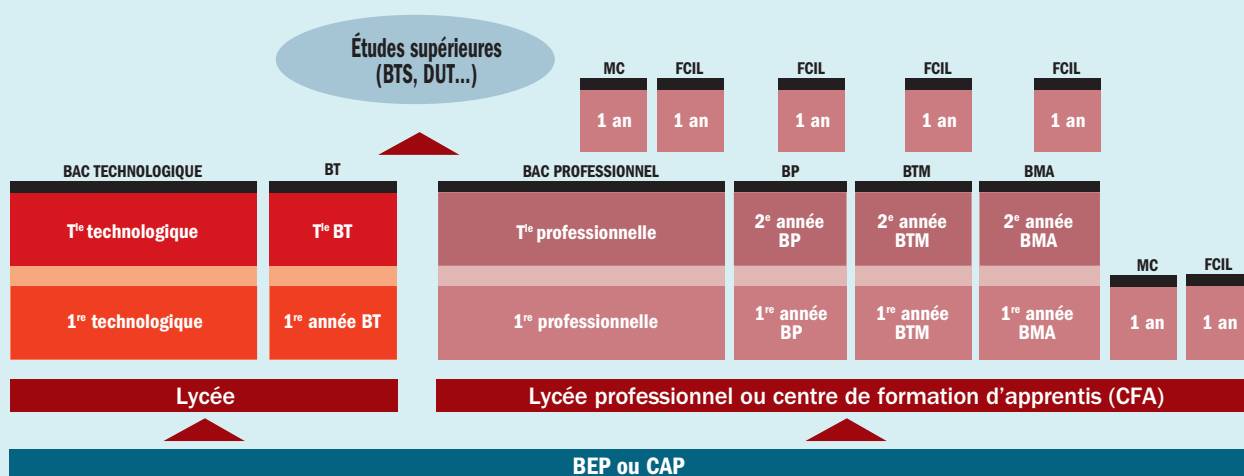 Études supérieures
(BTS, DUT...)
MC
FCIL
FCIL
FCIL
FCIL
1 an
1 an
1 an
1 an
1 an
BAC TECHNOLOGIQUE
BT
BAC PROFESSIONNEL
BP
BTM
BMA
Tle technologique
Tle BT
Tle professionnelle
2e année
BP
2e année
BTM
2e année
BMA
MC
FCIL
1re technologique
1re année BT
1re professionnelle
1re année
BP
1re année
BTM
1re année
BMA
1 an
1 an
Lycée
Lycée professionnel ou centre de formation d'apprentis (CFA)
BEP ou CAP